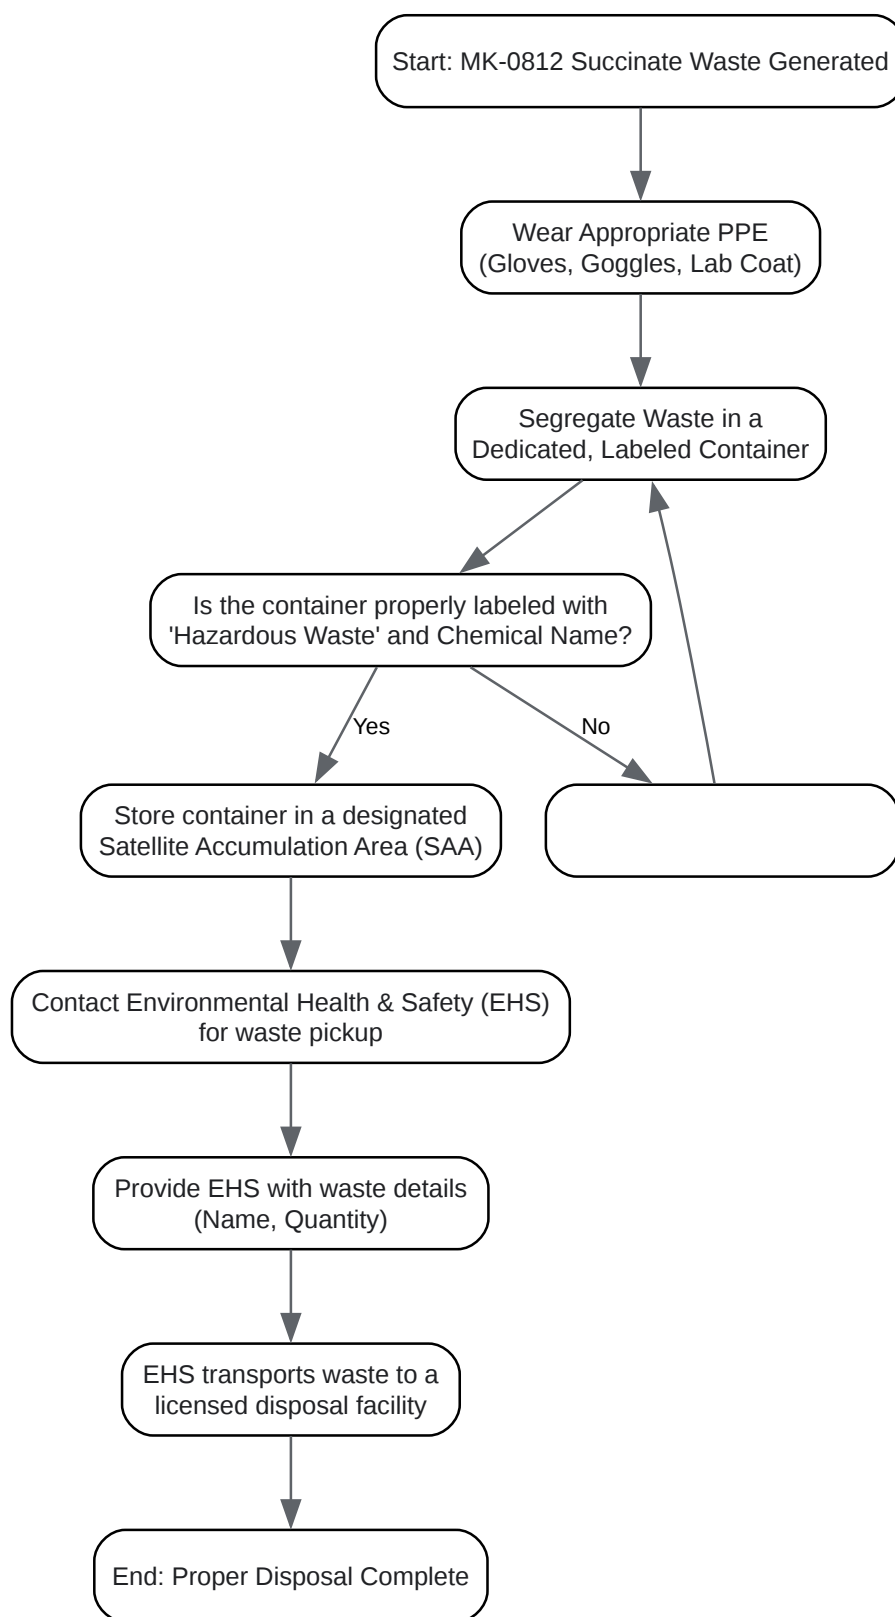 Start: MK-0812 Succinate Waste Generated
Wear Appropriate PPE
(Gloves, Goggles, Lab Coat)
Segregate Waste in a
Dedicated, Labeled Container
Is the container properly labeled with
'Hazardous Waste' and Chemical Name?
Yes
No
Store container in a designated
Satellite Accumulation Area (SAA)
Contact Environmental Health & Safety (EHS)
for waste pickup
Provide EHS with waste details
(Name, Quantity)
EHS transports waste to a
licensed disposal facility
End: Proper Disposal Complete